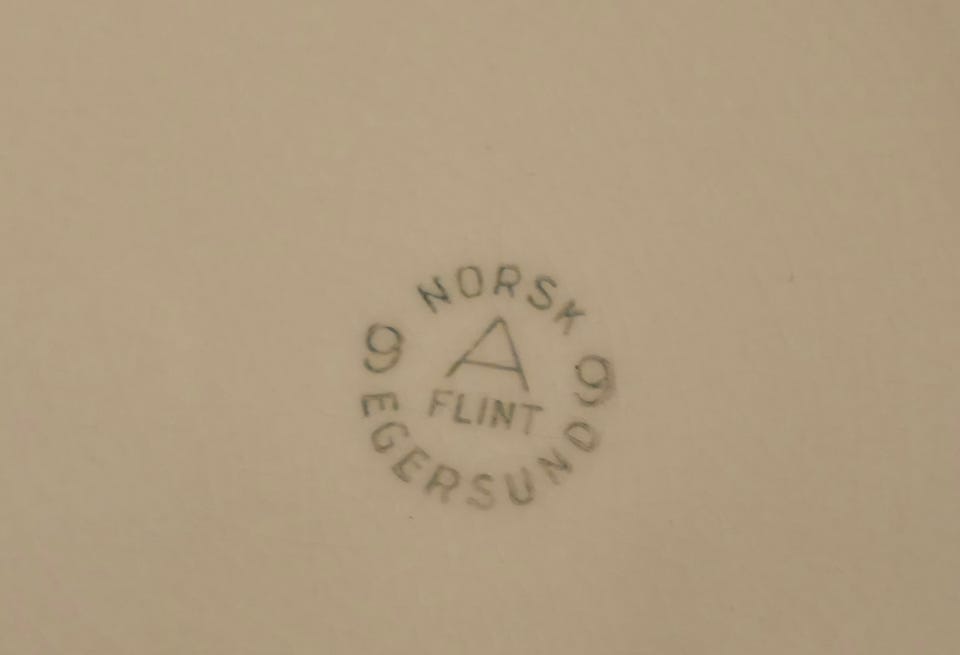 NORSK
9 A 9
FLINT
EGERSUND